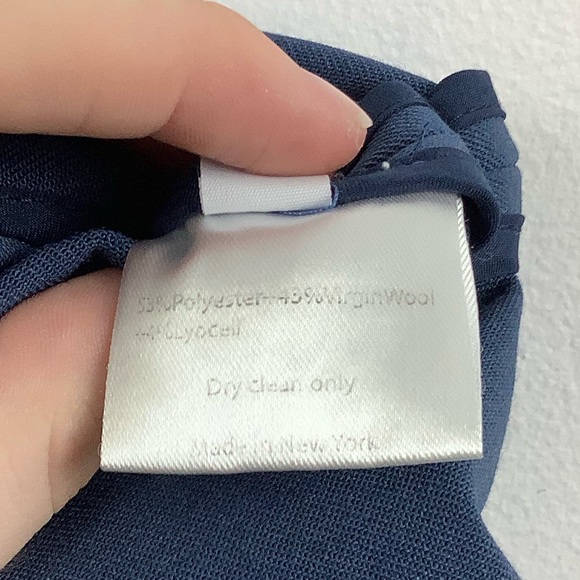 53%Polyester+43%VirginWool
+4%Lyocell
Dry clean only
Made in New York